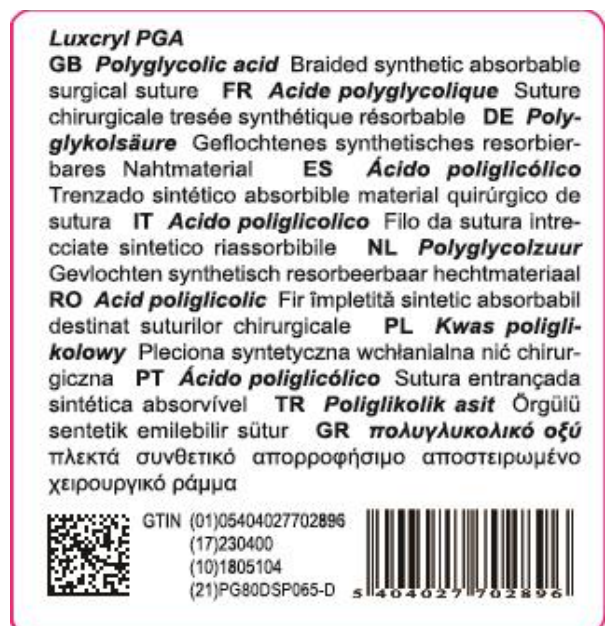 Luxcryl PGA
GB Polyglycolic acid Braided synthetic absorbable
surgical suture FR Acide polyglycolique Suture
chirurgicale tresée synthétique résorbable DE Poly-
glykolsäure Geflochtenes synthetisches resorbier-
bares Nahtmaterial ES Ácido poliglicólico
Trenzado sintético absorbible material quirúrgico de
sutura IT Acido poliglicolico Filo da sutura intre-
cciate sintetico riassorbibile NL Polyglycolzuur
Gevlochten synthetisch resorbeerbaar hechtmateriaal
RO Acid poliglicolic Fir împletită sintetic absorbabil
destinat suturilor chirurgicale PL Kwas poligli-
kolowy Pleciona syntetyczna wchłanialna nić chirur-
giczna PT Ácido poliglicólico Sutura entrançada
sintética absorvível TR Poliglikolik asit Örgülü
sentetik emilebilir sütur GR πολυγλυκολικό οξύ
πλεκτά συνθετικό απορροφήσιμο αποστειρωμένο
χειρουργικό ράμμα
GTIN (01)05404027702896
(17)230400
(10)1805104
(21)PG80DSP065-D
5 404027 702896